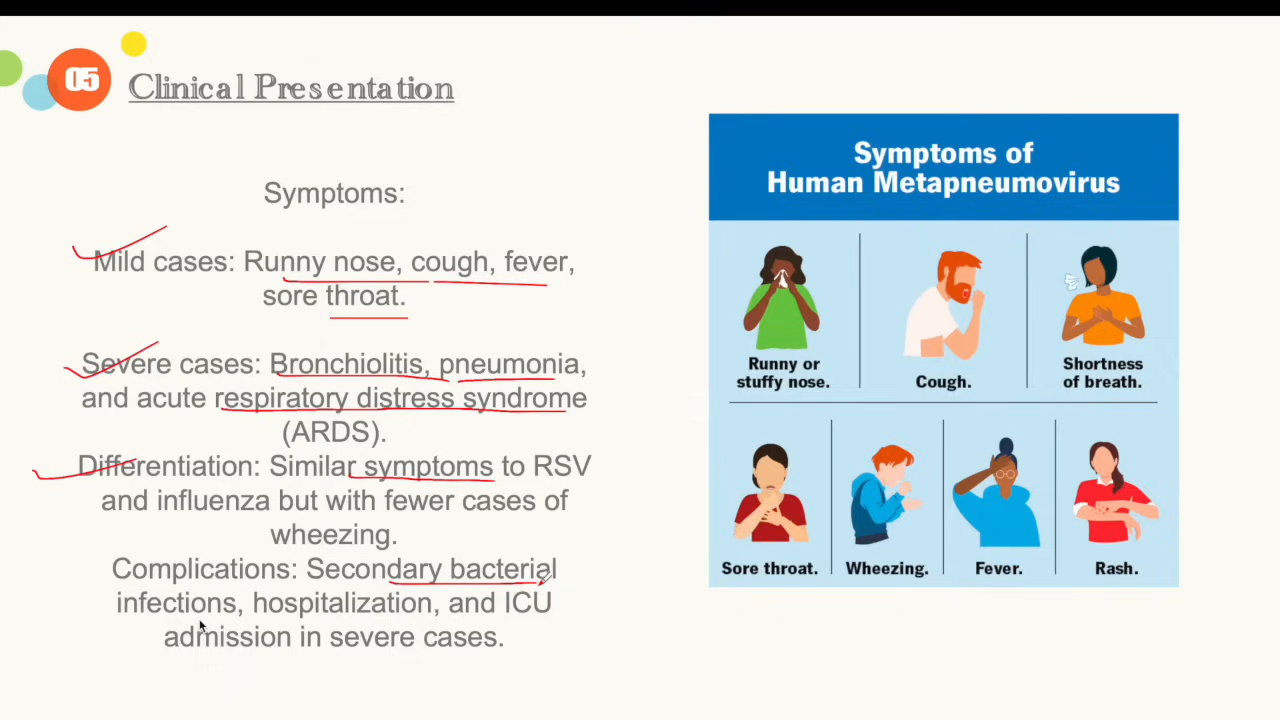 05
Clinical Presentation
Symptoms:
Mild cases: Runny nose, cough, fever,
sore throat.
Severe cases: Bronchiolitis, pneumonia,
and acute respiratory distress syndrome
(ARDS).
Differentiation: Similar symptoms to RSV
and influenza but with fewer cases of
wheezing.
Complications: Secondary bacterial
infections, hospitalization, and ICU
admission in severe cases.
Symptoms of
Human Metapneumovirus
Runny or
stuffy nose.
Cough.
Shortness
of breath.
Sore throat.
Wheezing.
Fever.
Rash.